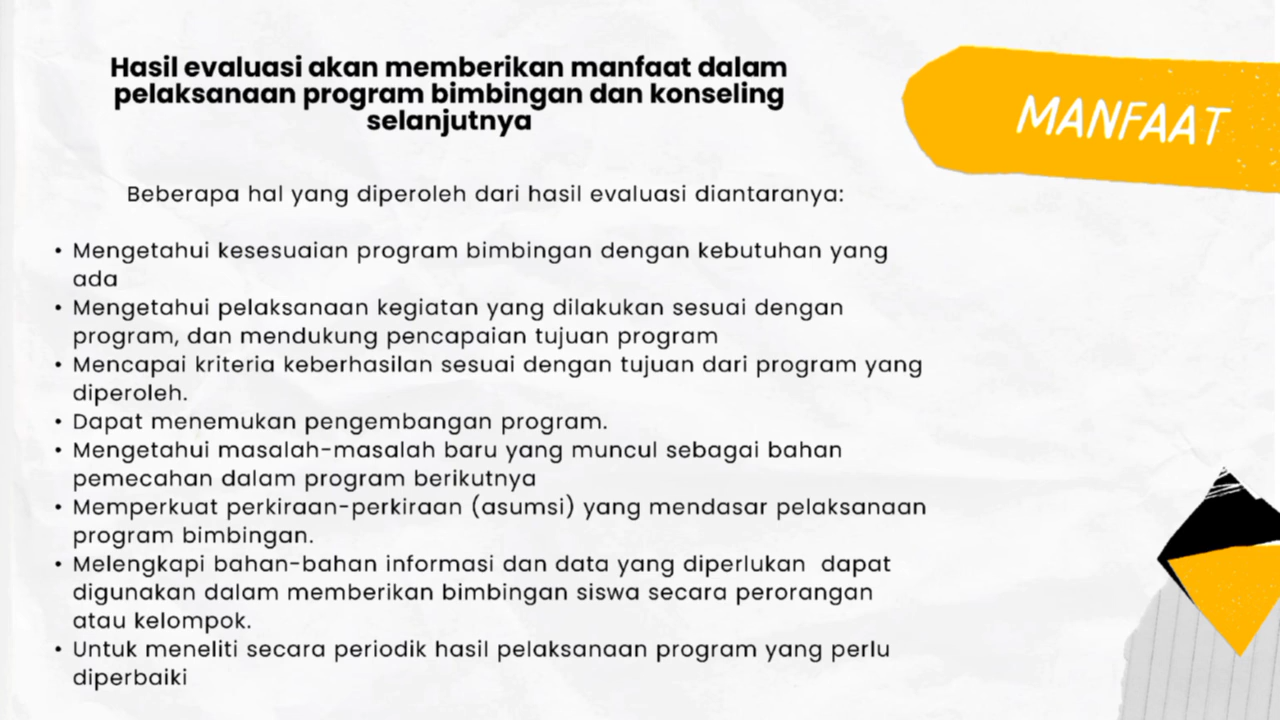 Hasil evaluasi akan memberikan manfaat dalam
pelaksanaan program bimbingan dan konseling
selanjutnya
MANFAAT
Beberapa hal yang diperoleh dari hasil evaluasi diantaranya:
• Mengetahui kesesuaian program bimbingan dengan kebutuhan yang
ada
• Mengetahui pelaksanaan kegiatan yang dilakukan sesuai dengan
program, dan mendukung pencapaian tujuan program
• Mencapai kriteria keberhasilan sesuai dengan tujuan dari program yang
diperoleh.
• Dapat menemukan pengembangan program.
• Mengetahui masalah-masalah baru yang muncul sebagai bahan
pemecahan dalam program berikutnya
• Memperkuat perkiraan-perkiraan (asumsi) yang mendasar pelaksanaan
program bimbingan.
• Melengkapi bahan-bahan informasi dan data yang diperlukan  dapat
digunakan dalam memberikan bimbingan siswa secara perorangan
atau kelompok.
• Untuk meneliti secara periodik hasil pelaksanaan program yang perlu
diperbaiki